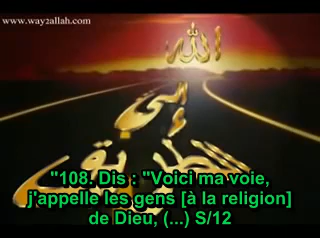 www.way2allah.com
الله
إلى
الطريق
"108. Dis : "Voici ma voie,
j'appelle les gens [à la religion]
de Dieu, (...) S/12